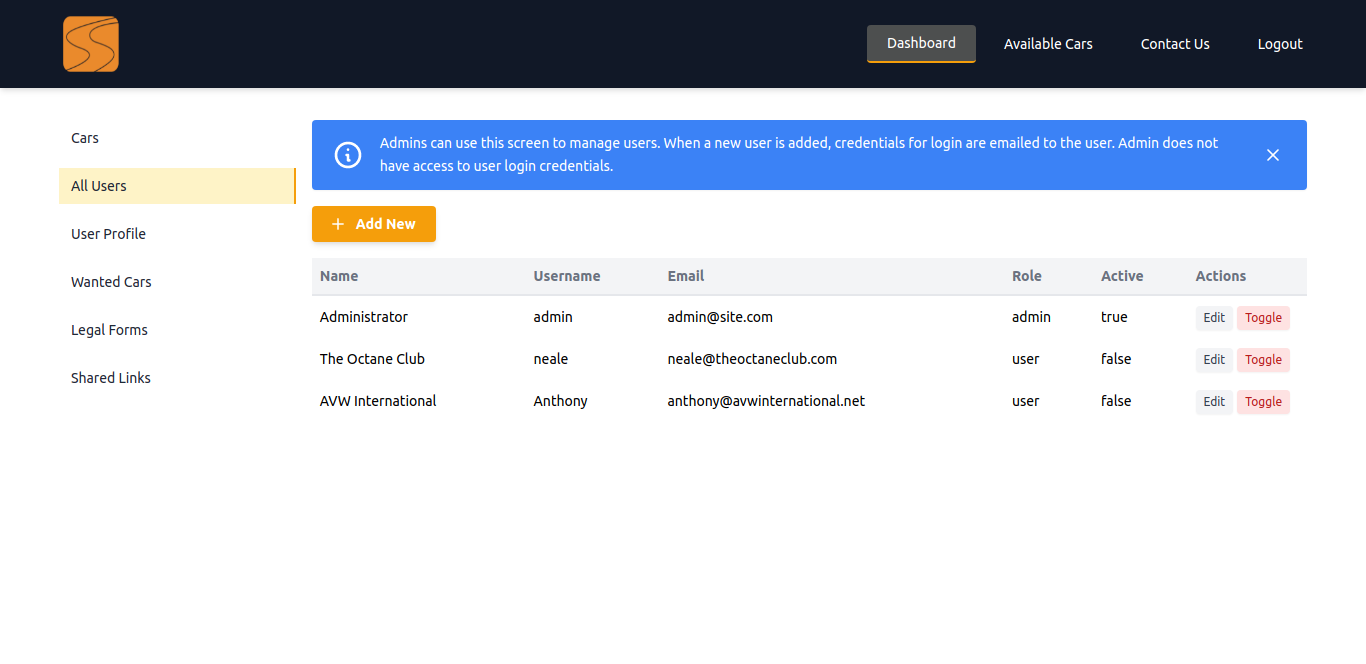 Dashboard Available Cars Contact Us Logout
Cars
All Users
User Profile
Wanted Cars
Legal Forms
Shared Links
Admins can use this screen to manage users. When a new user is added, credentials for login are emailed to the user. Admin does not
have access to user login credentials.
Add New
Name Username Email Role Active Actions
Administrator admin admin@site.com admin true Edit Toggle
The Octane Club neale neale@theoctaneclub.com user false Edit Toggle
AVW International Anthony anthony@avwinternational.net user false Edit Toggle